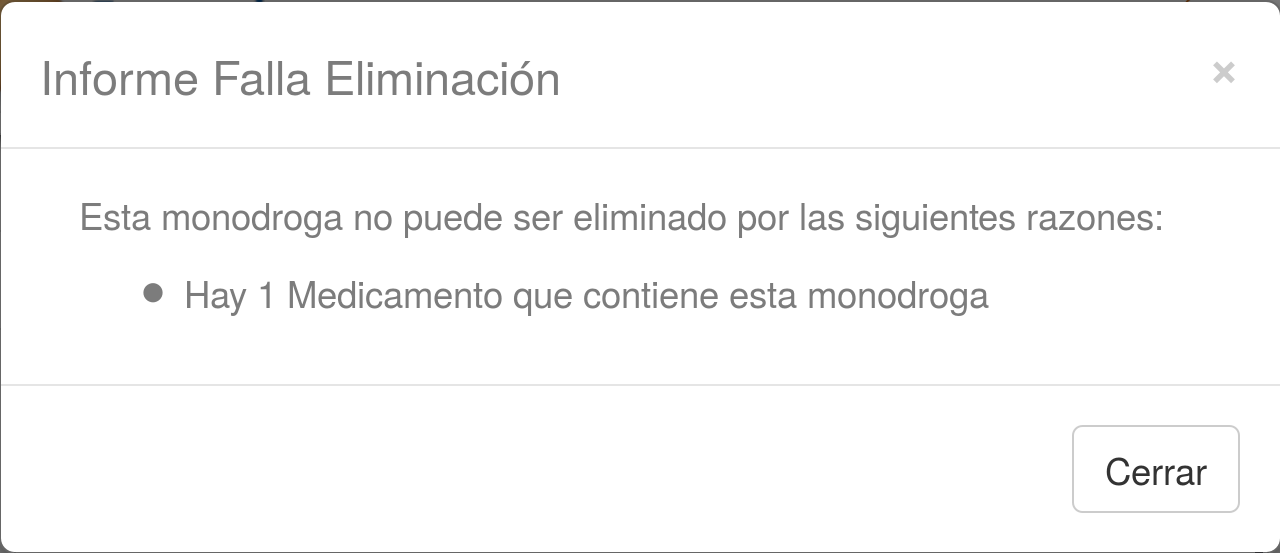 Informe Falla Eliminación
×
Esta monodroga no puede ser eliminado por las siguientes razones:
● Hay 1 Medicamento que contiene esta monodroga
Cerrar